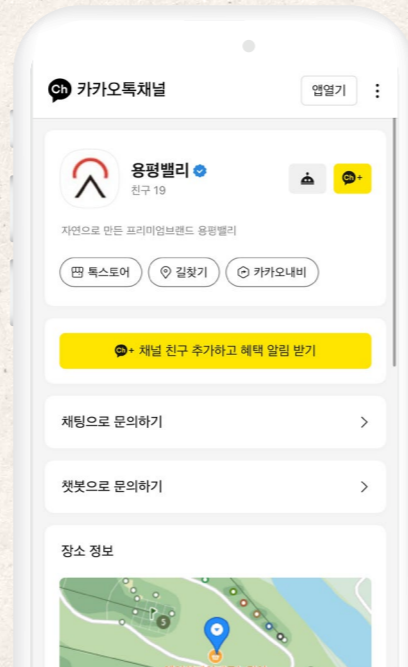 Ch 카카오톡채널
앱열기
용평밸리
친구 19
Ch+
자연으로 만든 프리미엄브랜드 용평밸리
톡스토어
길찾기
카카오내비
Ch+ 채널 친구 추가하고 혜택 알림 받기
채팅으로 문의하기
챗봇으로 문의하기
장소 정보